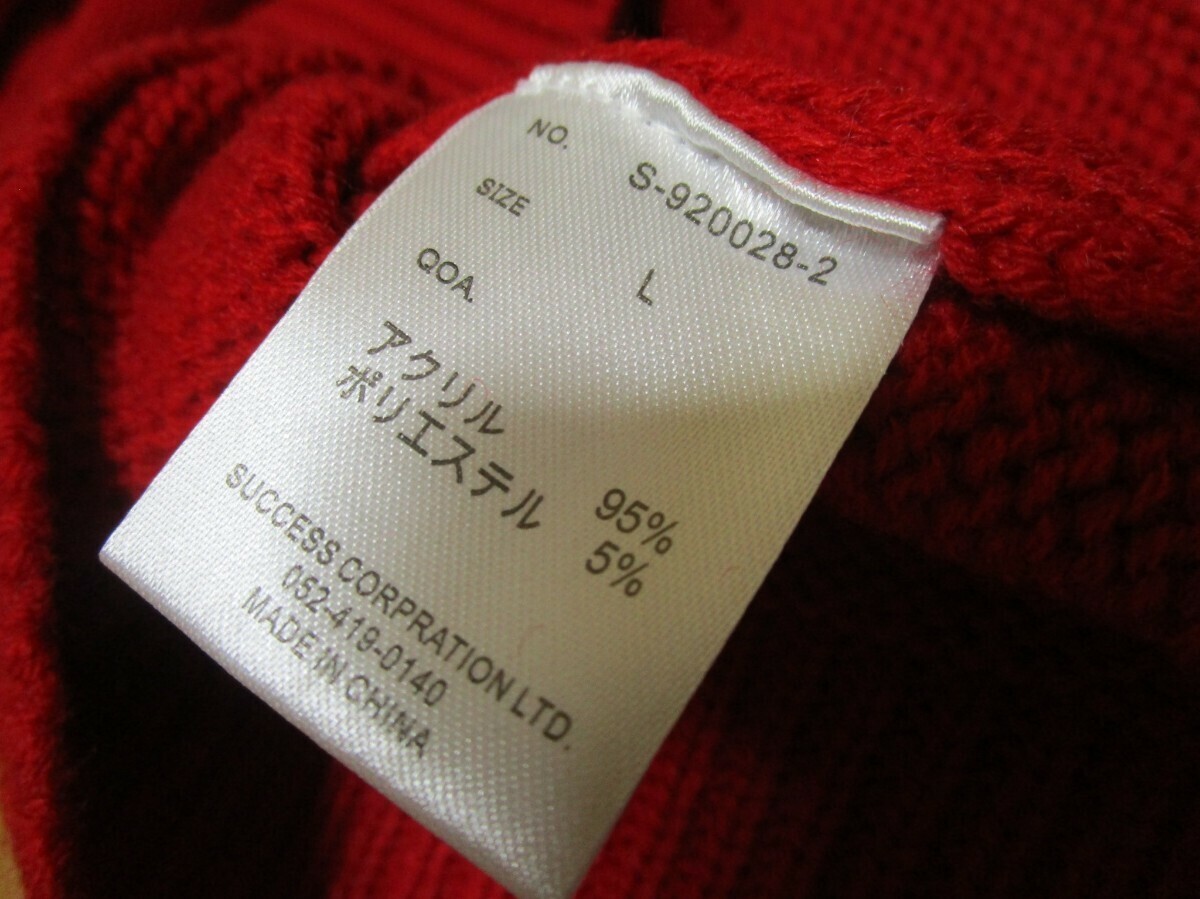 NO. S-920028-2
SIZE L
QOA.
アクリル 95%
ポリエステル 5%
SUCCESS CORPRATION LTD.
052-419-0140
MADE IN CHINA